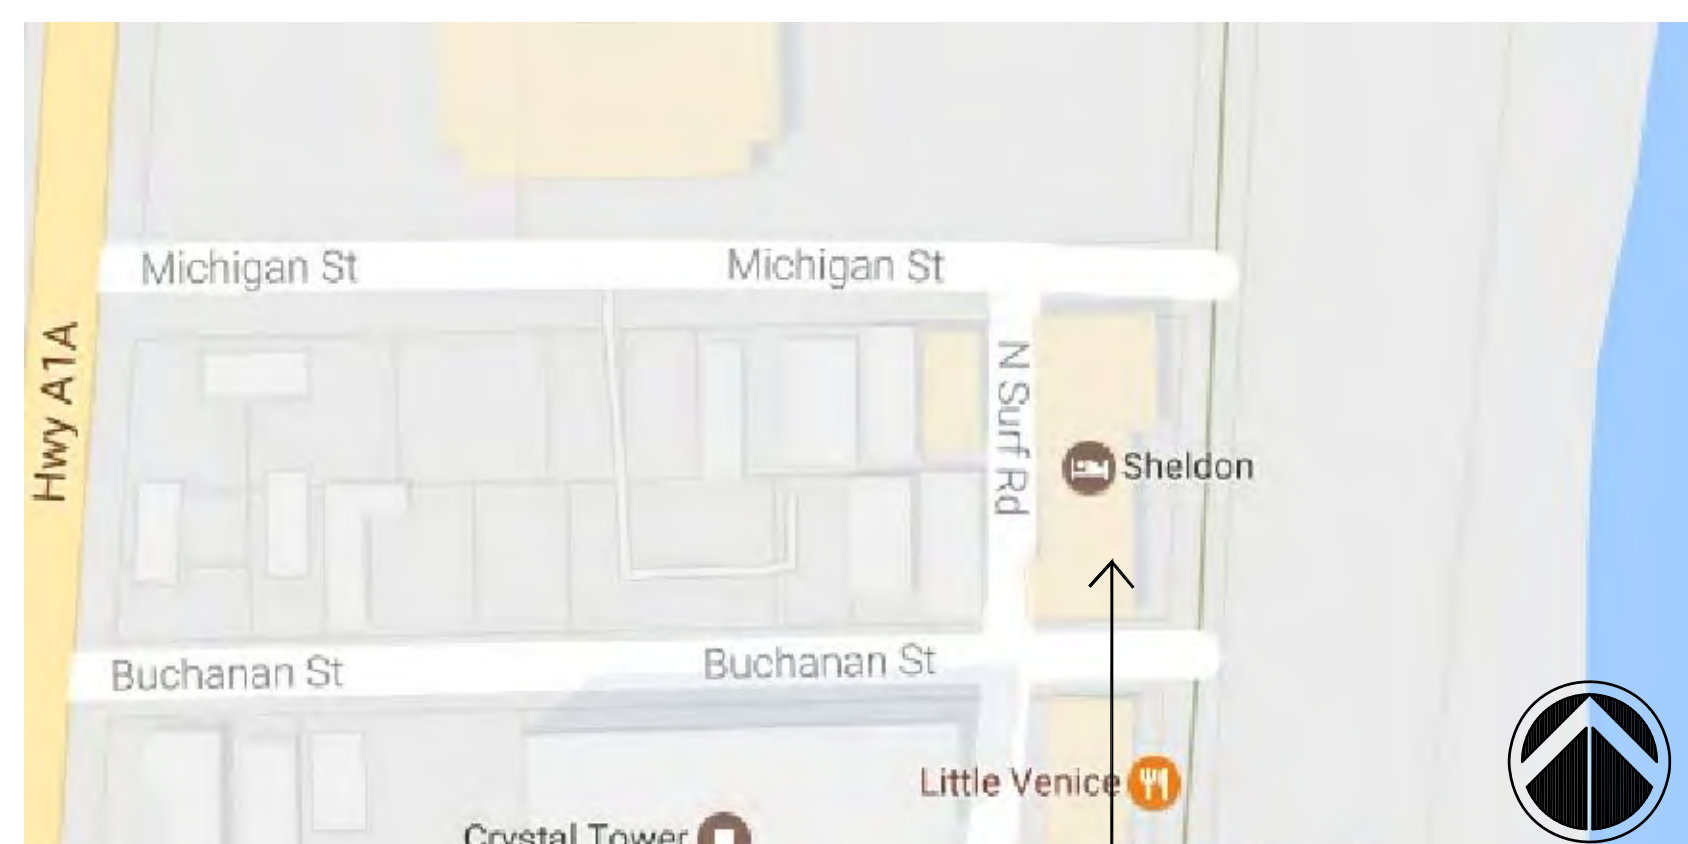 Michigan St
Michigan St
Hwy A1A
N Surf Rd
Sheldon
Buchanan St
Buchanan St
Little Venice
Crystal Tower